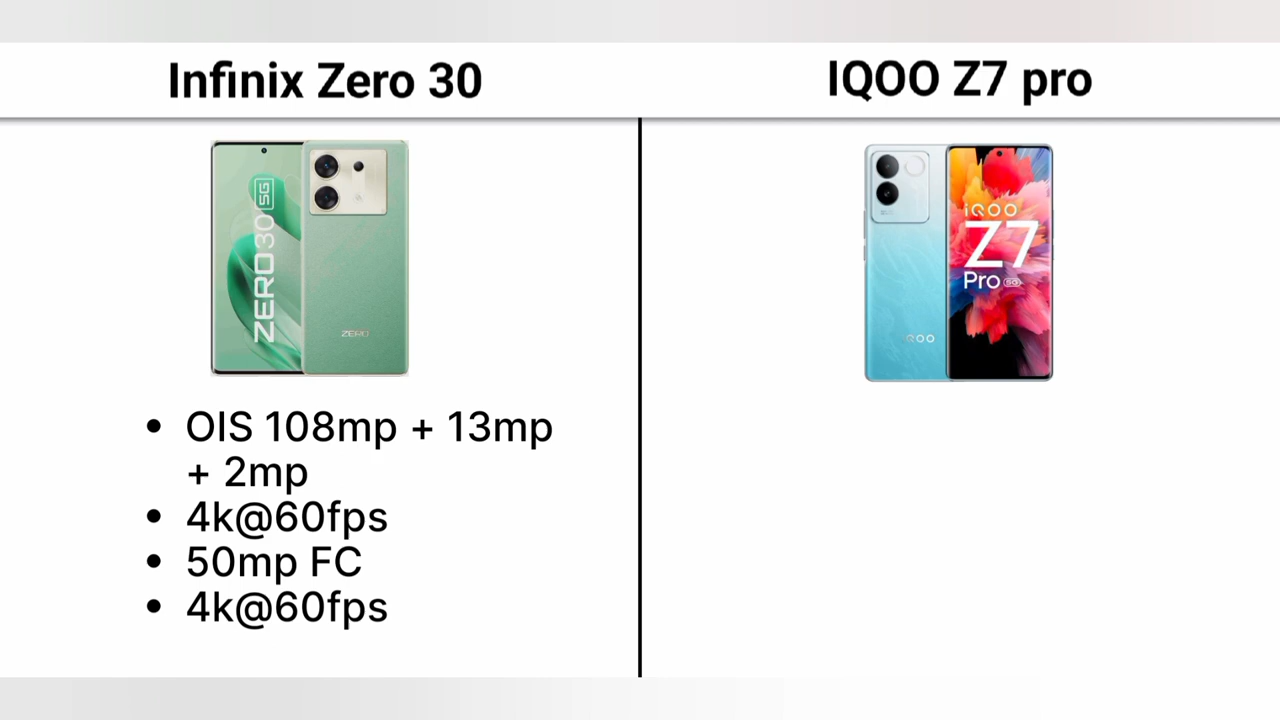 Infinix Zero 30
IQOO Z7 pro
ZERO 30 5G
ZERO
iQOO
Z7
Pro 5G
QOO
• OIS 108mp + 13mp
+ 2mp
• 4k@60fps
• 50mp FC
• 4k@60fps